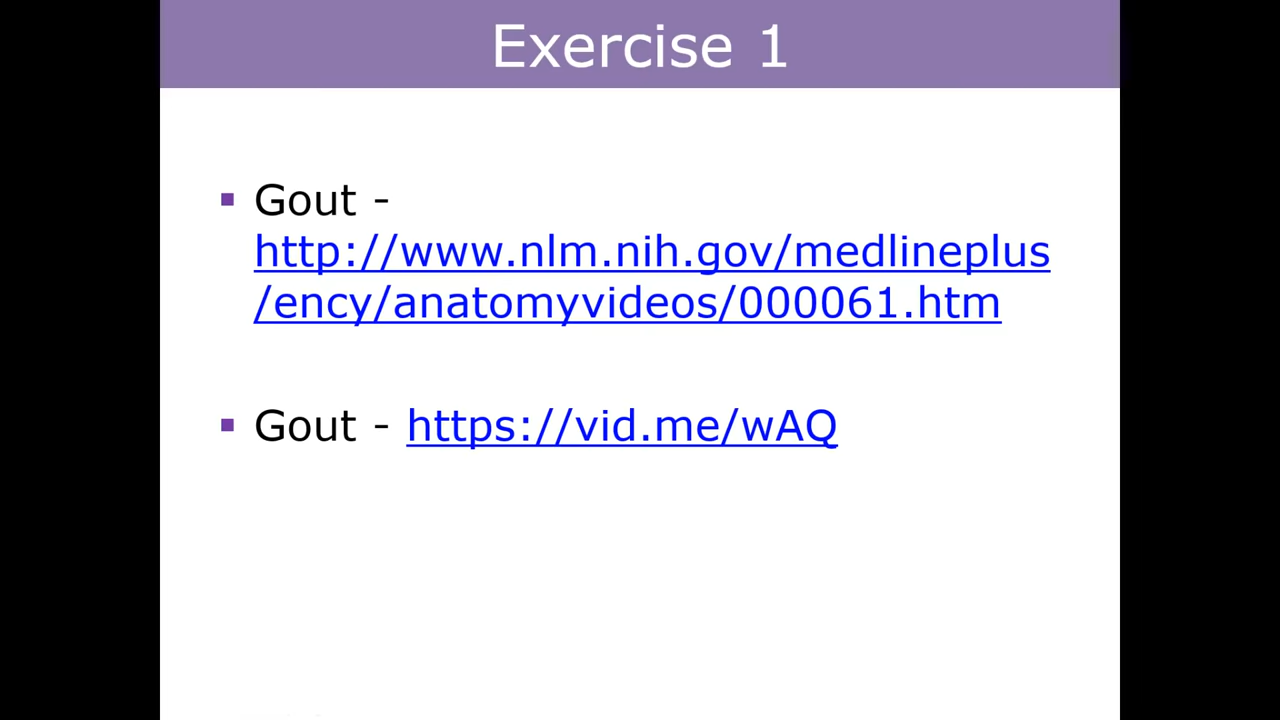 Exercise 1
Gout -
http://www.nlm.nih.gov/medlineplus
/ency/anatomyvideos/000061.htm
Gout - https://vid.me/wAQ